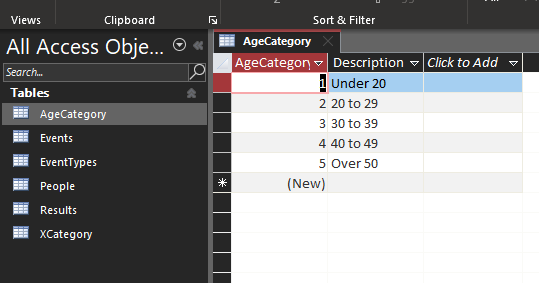 Views
Clipboard
Sort & Filter
All Access Obje...
Search...
Tables
AgeCategory
Events
EventTypes
People
Results
XCategory
AgeCategory
AgeCategory Description Click to Add
1 Under 20
2 20 to 29
3 30 to 39
4 40 to 49
5 Over 50
(New)